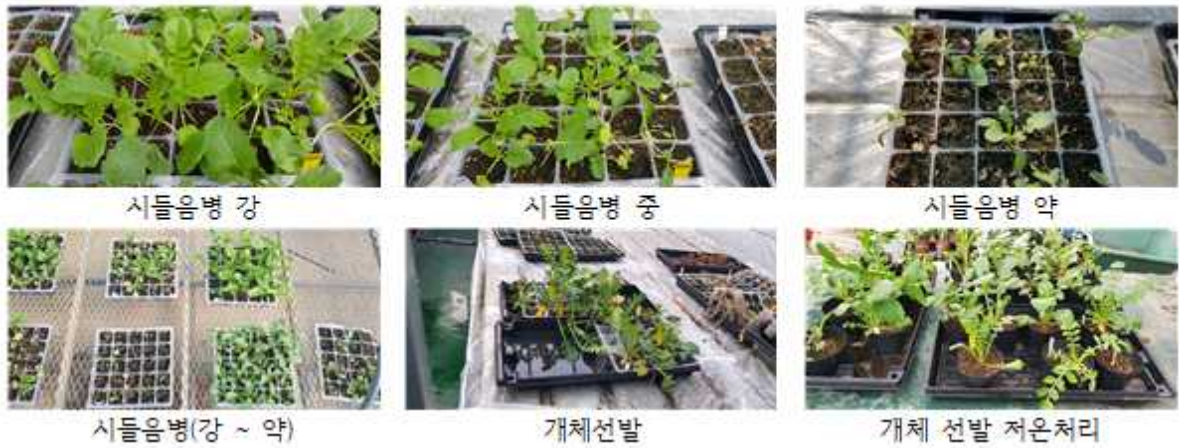 시들음병 강
시들음병 중
시들음병 약
시들음병(강 ~ 약)
개체선발
개체 선발 저온처리